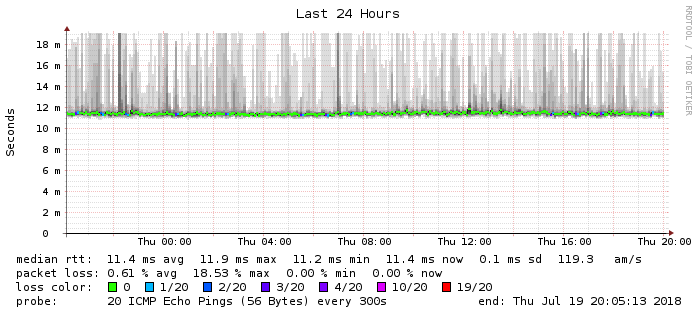 Last 24 Hours
RRDTOOL / TOBI OETIKER
Seconds
18 m
16 m
14 m
12 m
10 m
8 m
6 m
4 m
2 m
0
Thu 00:00 Thu 04:00 Thu 08:00 Thu 12:00 Thu 16:00 Thu 20:00
median rtt: 11.4 ms avg 11.9 ms max 11.2 ms min 11.4 ms now 0.1 ms sd 119.3 am/s
packet loss: 0.61 % avg 18.53 % max 0.00 % min 0.00 % now
loss color: 0 1/20 2/20 3/20 4/20 10/20 19/20
probe: 20 ICMP Echo Pings (56 Bytes) every 300s end: Thu Jul 19 20:05:13 2018